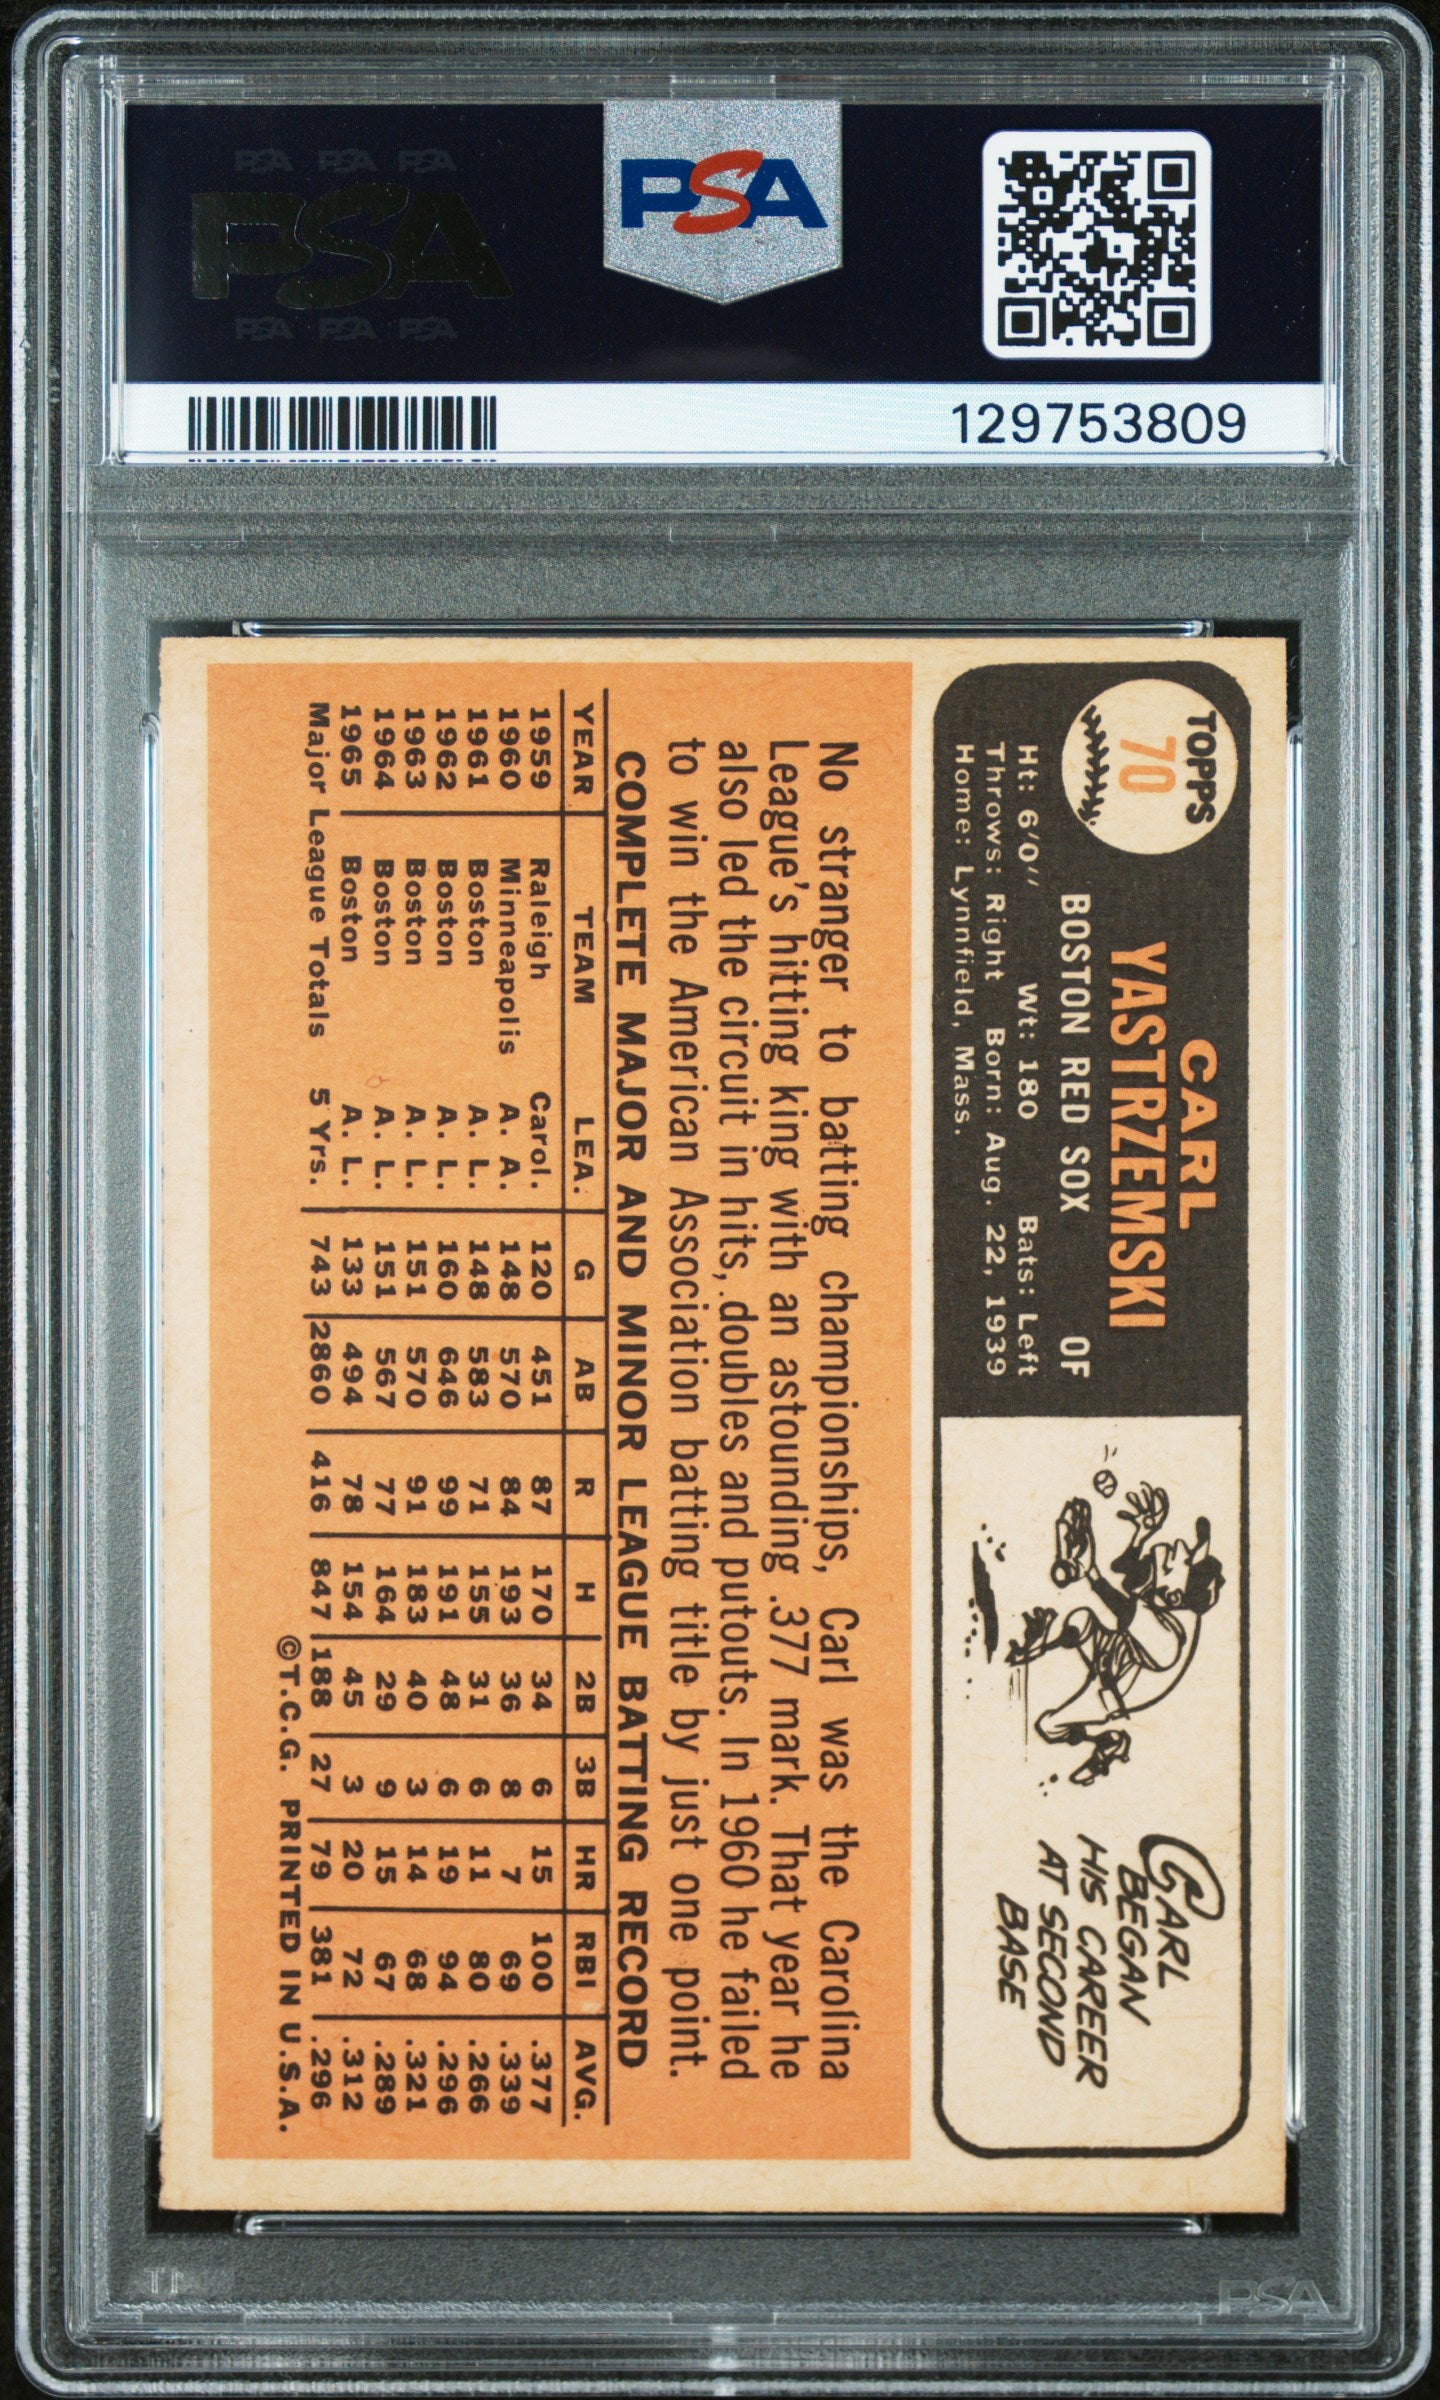 PSA PSA PSA
PSA
PSA PSA PSA
PSA
129753809
TOPPS
70
CARL
YASTRZEMSKI
BOSTON RED SOX OF
Ht: 6'0" Wt: 180 Bats: Left
Throws: Right Born: Aug. 22, 1939
Home: Lynnfield, Mass.
CARL
BEGAN
HIS CAREER
AT SECOND
BASE
No stranger to batting championships, Carl was the Carolina
League's hitting king with an astounding .377 mark. That year he
also led the circuit in hits, doubles and putouts. In 1960 he failed
to win the American Association batting title by just one point.
COMPLETE MAJOR AND MINOR LEAGUE BATTING RECORD
YEAR TEAM LEA. G AB R H 2B 3B HR RBI AVG.
1959 Raleigh Carol. 120 451 87 170 34 6 15 100 .377
1960 Minneapolis A. A. 148 570 84 193 36 8 7 69 .339
1961 Boston A. L. 148 583 71 155 31 6 11 80 .266
1962 Boston A. L. 160 646 99 191 48 6 19 94 .296
1963 Boston A. L. 151 570 91 183 40 3 14 68 .321
1964 Boston A. L. 151 567 77 164 29 9 15 67 .289
1965 Boston A. L. 133 494 78 154 45 3 20 72 .312
Major League Totals 5 Yrs. 743 2860 416 847 188 27 79 381 .296
©T.C.G. PRINTED IN U.S.A.
PSA